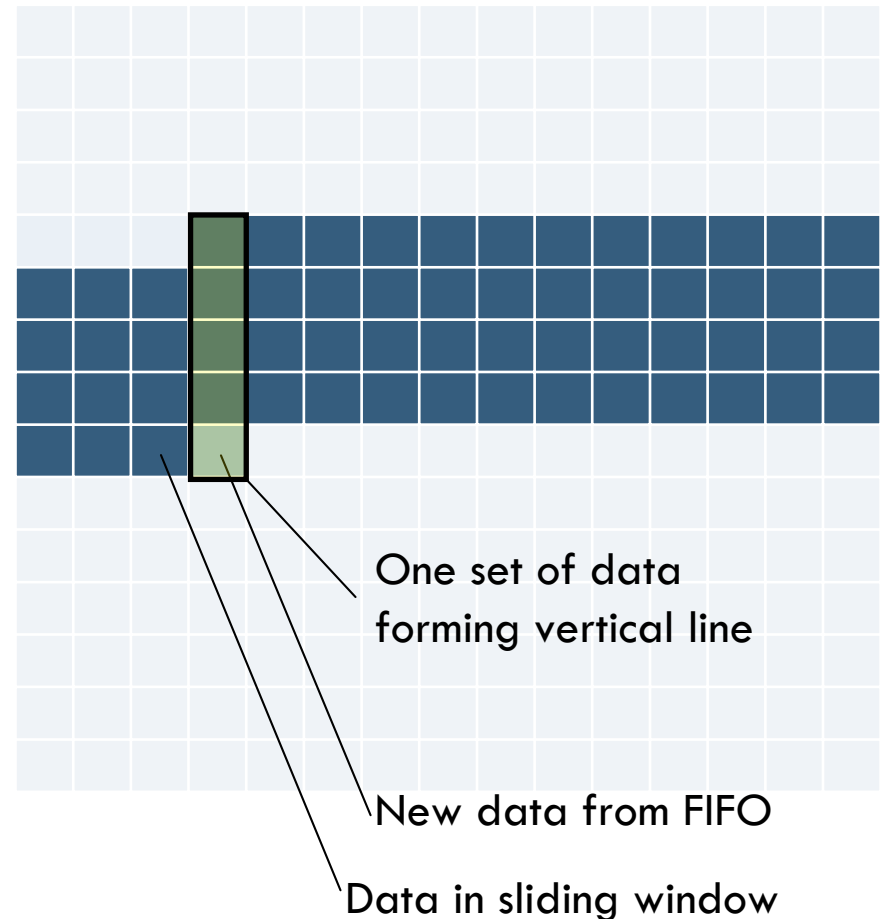 One set of data
forming vertical line
New data from FIFO
Data in sliding window